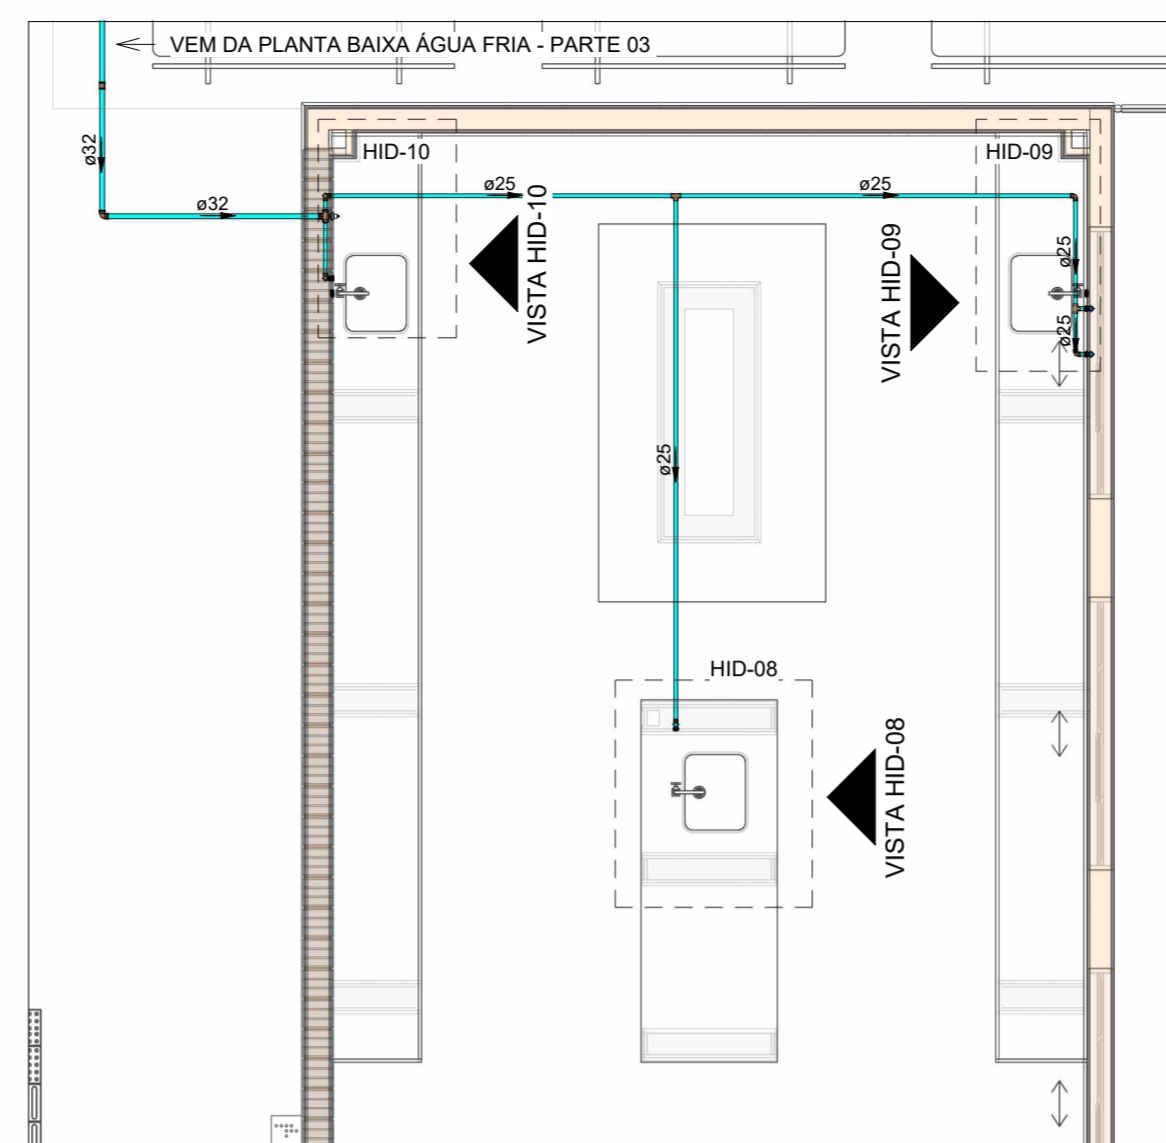 VEM DA PLANTA BAIXA ÁGUA FRIA - PARTE 03
ø32
HID-10
HID-09
ø32
ø25
ø25
VISTA HID-10
VISTA HID-09
ø25
ø25
ø25
HID-08
VISTA HID-08